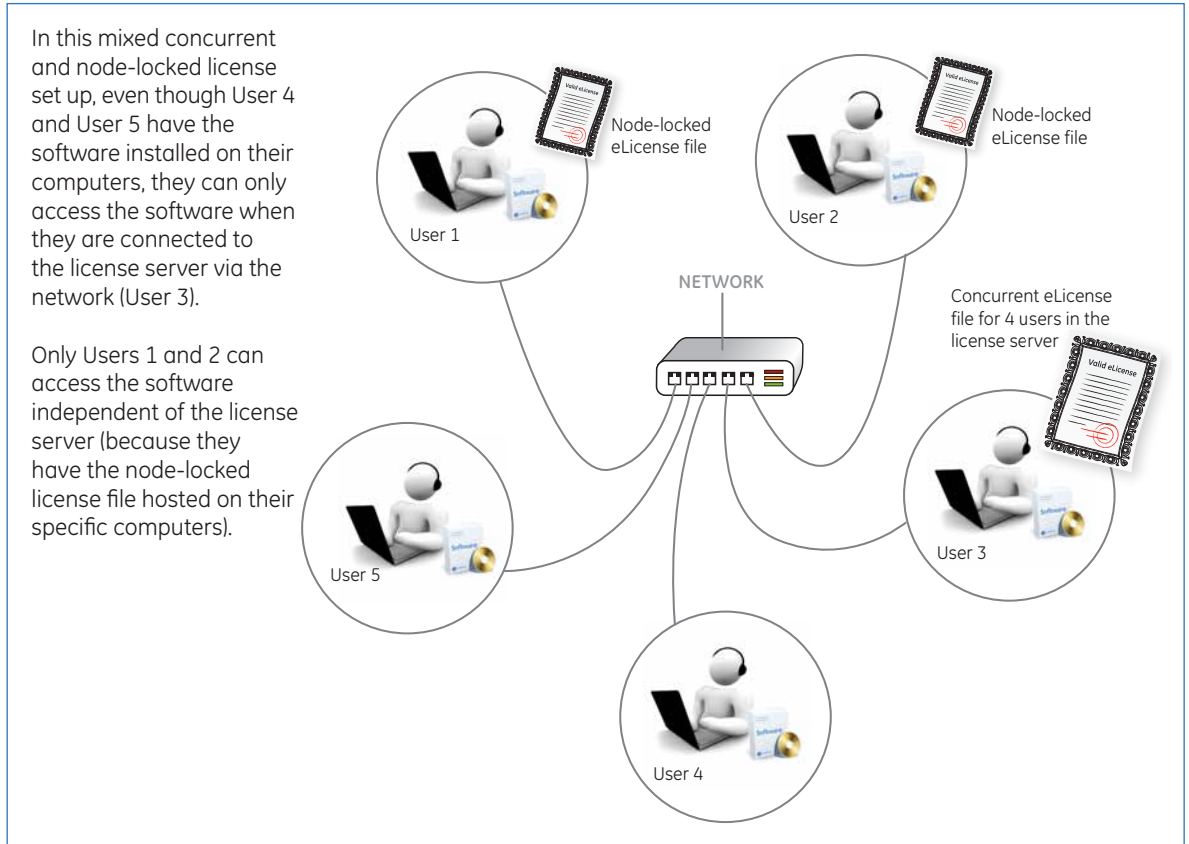 In this mixed concurrent
and node-locked license
set up, even though User 4
and User 5 have the
software installed on their
computers, they can only
access the software when
they are connected to
the license server via the
network (User 3).
Only Users 1 and 2 can
access the software
independent of the license
server (because they
have the node-locked
license file hosted on their
specific computers).
Valid eLicense
Node-locked
eLicense file
Software
User 1
Valid eLicense
Node-locked
eLicense file
Software
User 2
NETWORK
Concurrent eLicense
file for 4 users in the
license server
Valid eLicense
Software
User 3
Software
User 5
Software
User 4